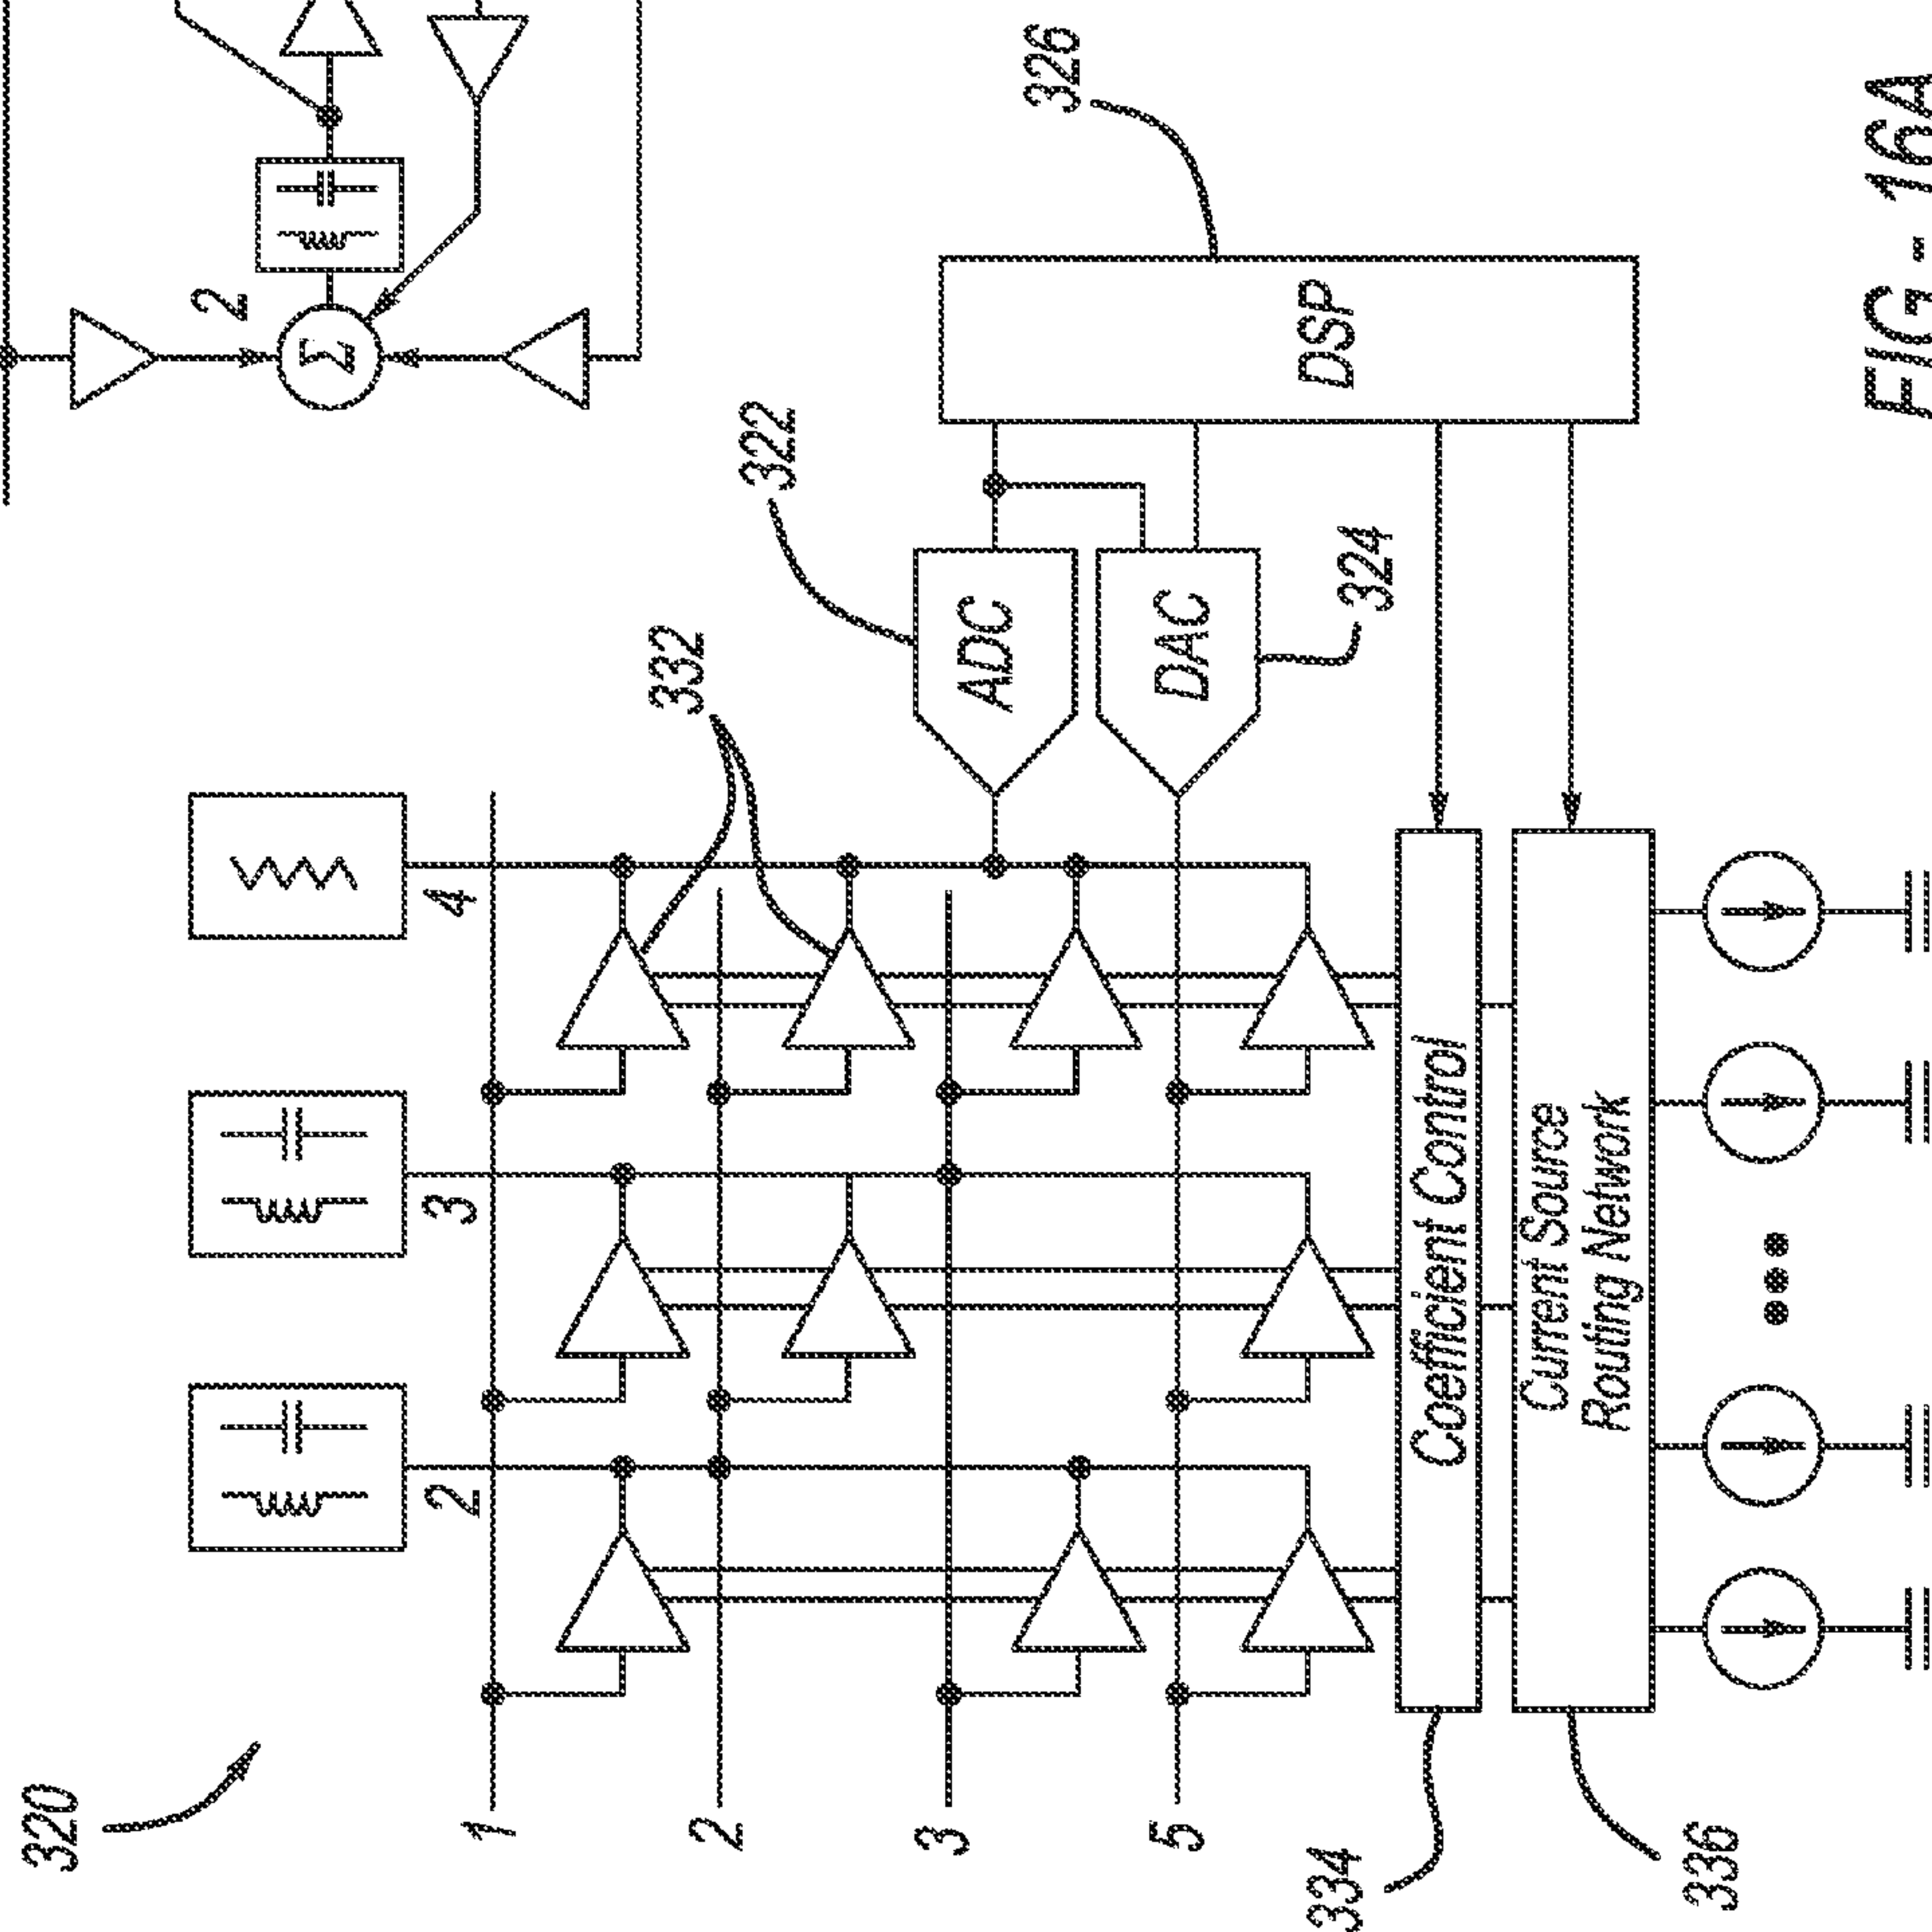 320
2
Σ
326
322
332
4
3
2
ADC
DAC
324
DSP
1
2
3
5
Coefficient Control
Current Source
Routing Network
334
336
FIG - 16A